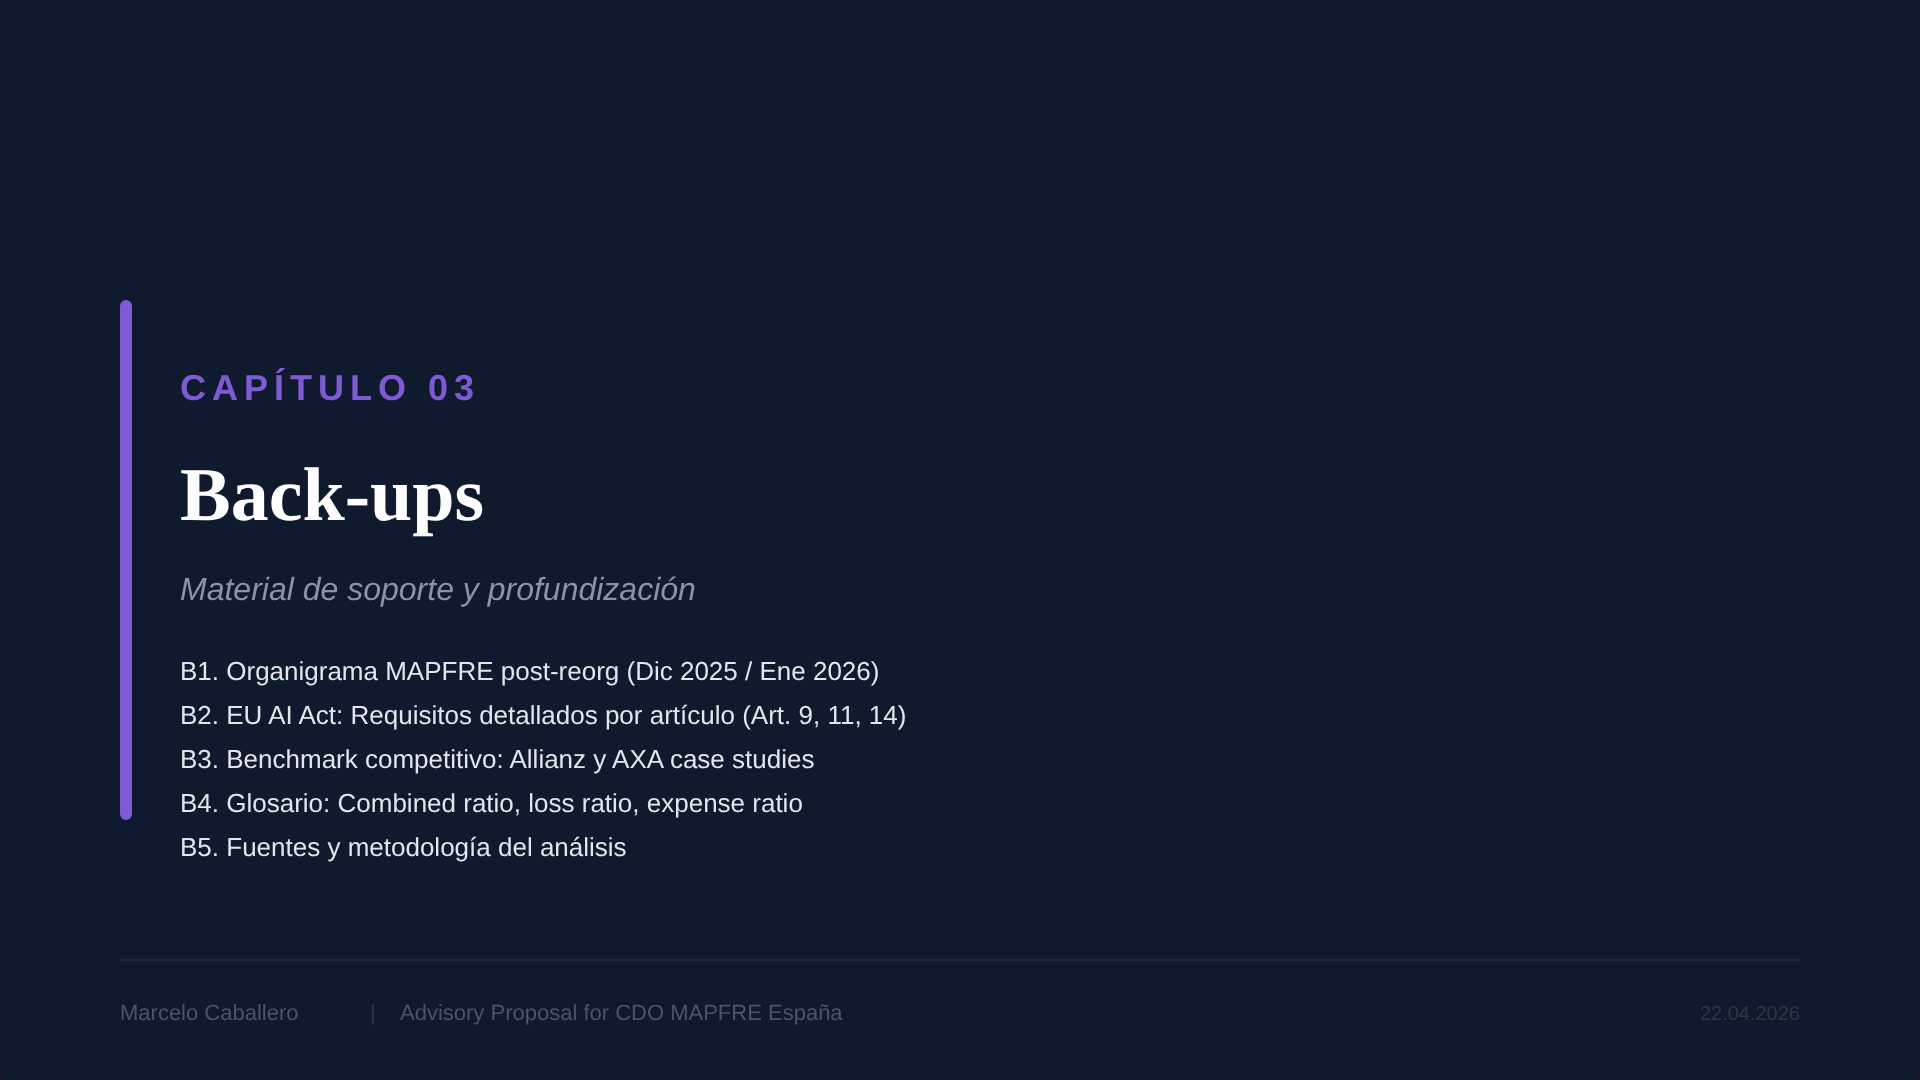 CAPÍTULO 03
Back-ups
Material de soporte y profundización
B1. Organigrama MAPFRE post-reorg (Dic 2025 / Ene 2026)
B2. EU AI Act: Requisitos detallados por artículo (Art. 9, 11, 14)
B3. Benchmark competitivo: Allianz y AXA case studies
B4. Glosario: Combined ratio, loss ratio, expense ratio
B5. Fuentes y metodología del análisis
Marcelo Caballero | Advisory Proposal for CDO MAPFRE España 22.04.2026